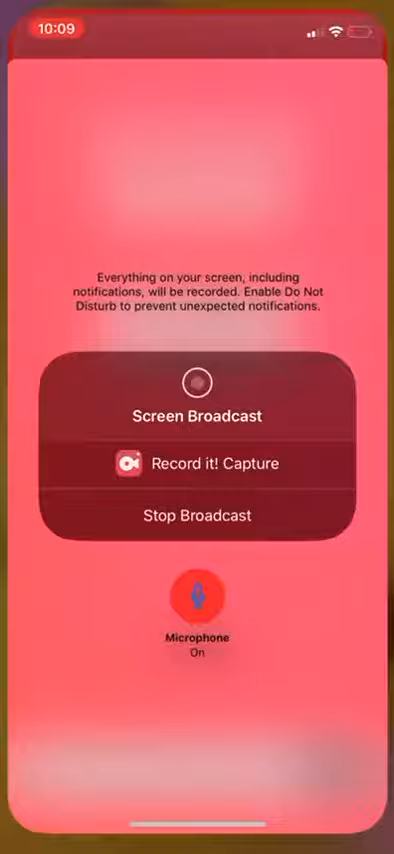 10:09
Everything on your screen, including
notifications, will be recorded. Enable Do Not
Disturb to prevent unexpected notifications.
Screen Broadcast
Record it! Capture
Stop Broadcast
Microphone
On